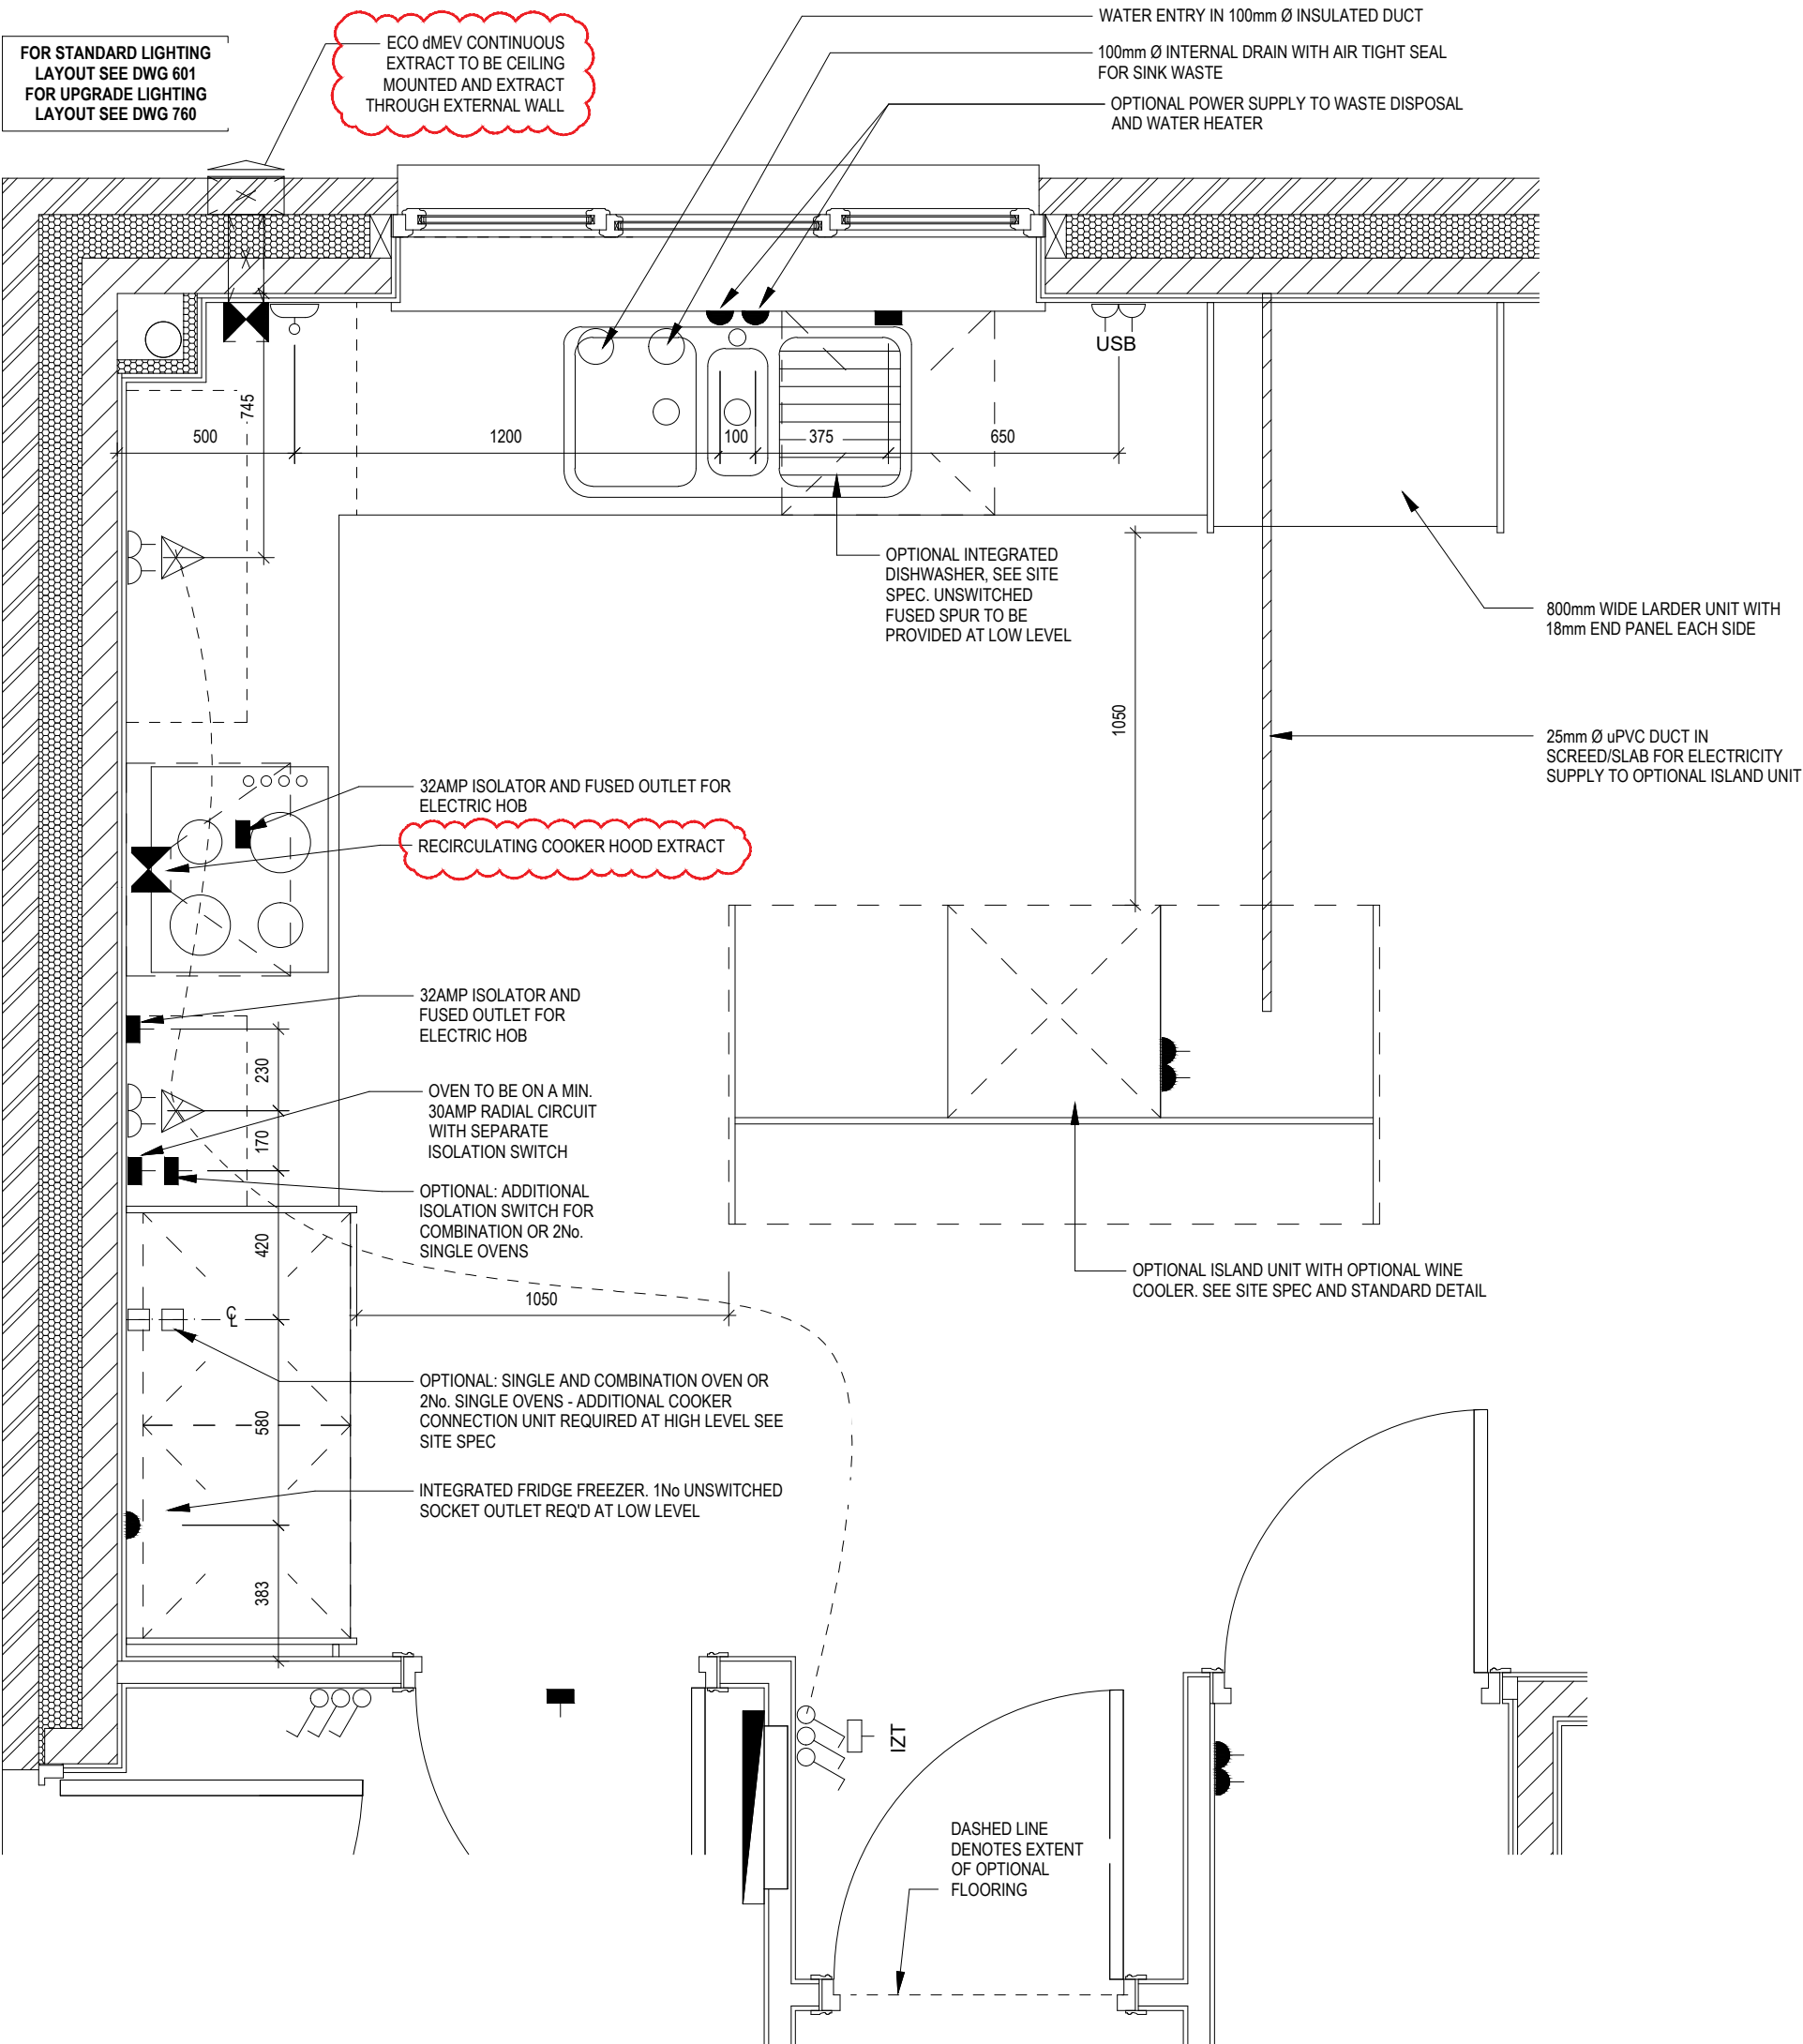 FOR STANDARD LIGHTING
LAYOUT SEE DWG 601
FOR UPGRADE LIGHTING
LAYOUT SEE DWG 760
ECO dMEV CONTINUOUS
EXTRACT TO BE CEILING
MOUNTED AND EXTRACT
THROUGH EXTERNAL WALL
WATER ENTRY IN 100mm Ø INSULATED DUCT
100mm Ø INTERNAL DRAIN WITH AIR TIGHT SEAL
FOR SINK WASTE
OPTIONAL POWER SUPPLY TO WASTE DISPOSAL
AND WATER HEATER
USB
745
500
1200
100
375
650
OPTIONAL INTEGRATED
DISHWASHER, SEE SITE
SPEC. UNSWITCHED
FUSED SPUR TO BE
PROVIDED AT LOW LEVEL
800mm WIDE LARDER UNIT WITH
18mm END PANEL EACH SIDE
1050
25mm Ø uPVC DUCT IN
SCREED/SLAB FOR ELECTRICITY
SUPPLY TO OPTIONAL ISLAND UNIT
32AMP ISOLATOR AND FUSED OUTLET FOR
ELECTRIC HOB
RECIRCULATING COOKER HOOD EXTRACT
32AMP ISOLATOR AND
FUSED OUTLET FOR
ELECTRIC HOB
230
OVEN TO BE ON A MIN.
30AMP RADIAL CIRCUIT
WITH SEPARATE
ISOLATION SWITCH
170
OPTIONAL: ADDITIONAL
ISOLATION SWITCH FOR
COMBINATION OR 2No.
SINGLE OVENS
420
OPTIONAL ISLAND UNIT WITH OPTIONAL WINE
COOLER. SEE SITE SPEC AND STANDARD DETAIL
1050
℄
OPTIONAL: SINGLE AND COMBINATION OVEN OR
2No. SINGLE OVENS - ADDITIONAL COOKER
CONNECTION UNIT REQUIRED AT HIGH LEVEL SEE
SITE SPEC
580
INTEGRATED FRIDGE FREEZER. 1No UNSWITCHED
SOCKET OUTLET REQ'D AT LOW LEVEL
383
IZT
DASHED LINE
DENOTES EXTENT
OF OPTIONAL
FLOORING